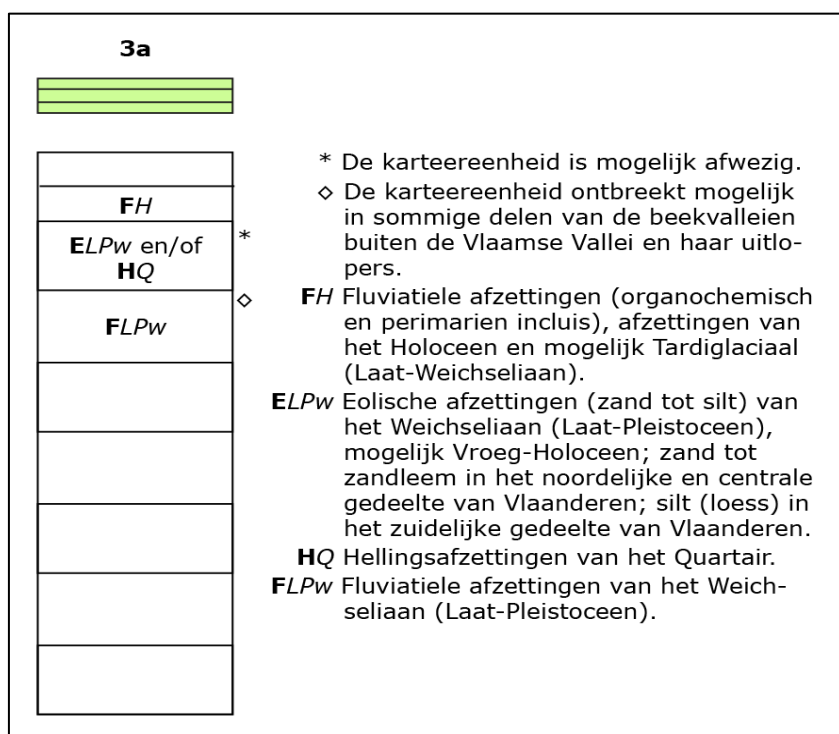 3a
FH
ELPw en/of
HQ
*
FLPw
◇
* De karteereenheid is mogelijk afwezig.
◇ De karteereenheid ontbreekt mogelijk
in sommige delen van de beekvalleien
buiten de Vlaamse Vallei en haar uitlo-
pers.
FH Fluviatiele afzettingen (organochemisch
en perimarien incluis), afzettingen van
het Holoceen en mogelijk Tardiglaciaal
(Laat-Weichseliaan).
ELPw Eolische afzettingen (zand tot silt) van
het Weichseliaan (Laat-Pleistoceen),
mogelijk Vroeg-Holoceen; zand tot
zandleem in het noordelijke en centrale
gedeelte van Vlaanderen; silt (loess) in
het zuidelijke gedeelte van Vlaanderen.
HQ Hellingsafzettingen van het Quartair.
FLPw Fluviatiele afzettingen van het Weich-
seliaan (Laat-Pleistoceen).